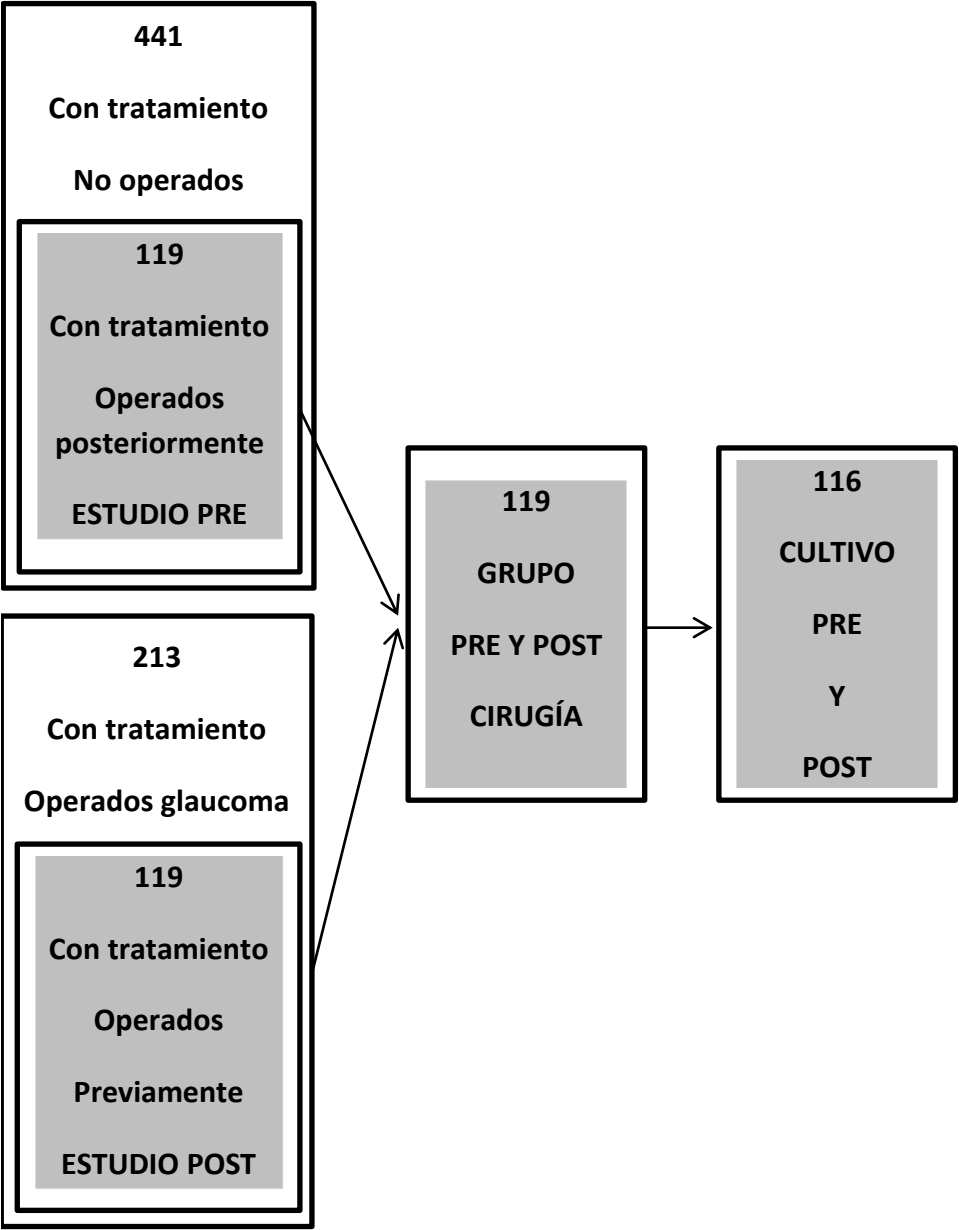 441
Con tratamiento
No operados
119
Con tratamiento
Operados
posteriormente
ESTUDIO PRE
213
Con tratamiento
Operados glaucoma
119
Con tratamiento
Operados
Previamente
ESTUDIO POST
119
GRUPO
PRE Y POST
CIRUGÍA
116
CULTIVO
PRE
Y
POST